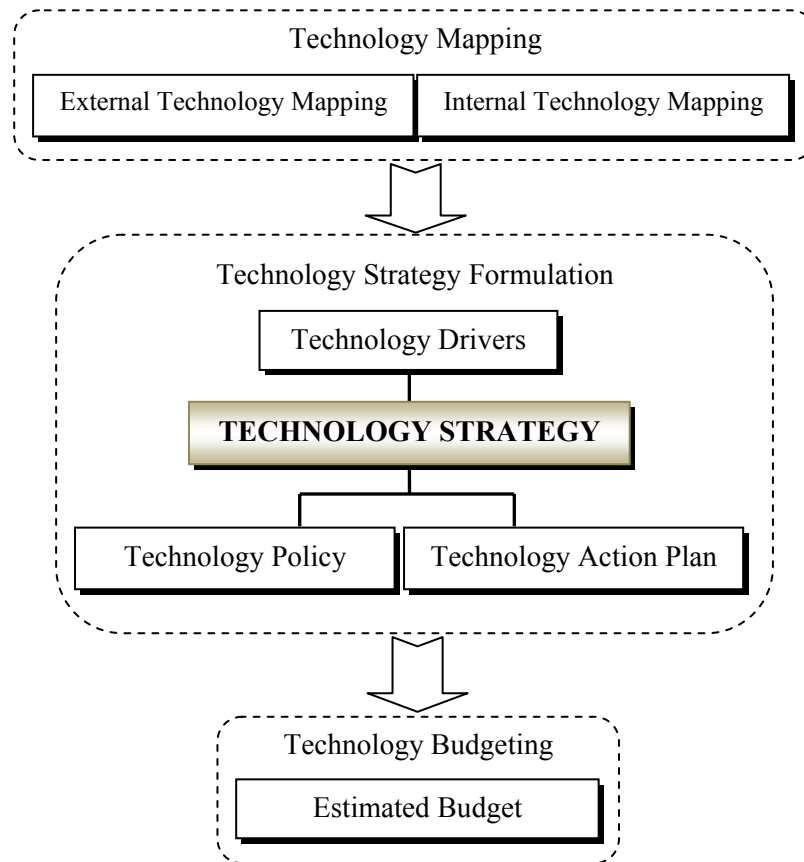 Technology Mapping
External Technology Mapping
Internal Technology Mapping
Technology Strategy Formulation
Technology Drivers
TECHNOLOGY STRATEGY
Technology Policy
Technology Action Plan
Technology Budgeting
Estimated Budget